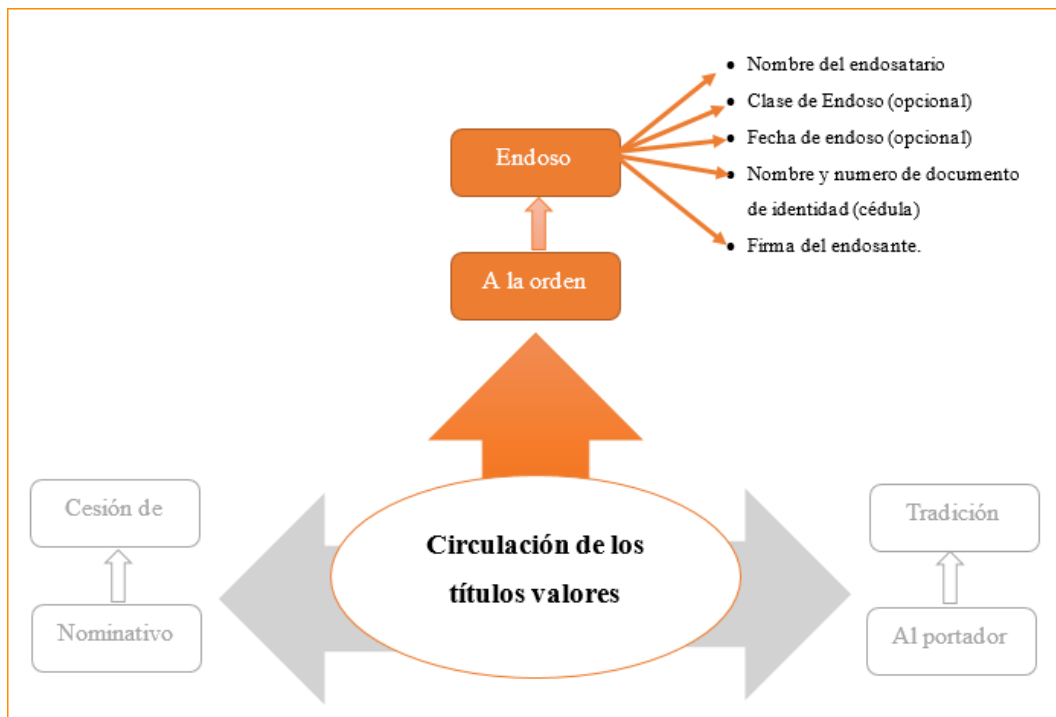 Nombre del endosatario
Clase de Endoso (opcional)
Fecha de endoso (opcional)
Nombre y numero de documento
de identidad (cédula)
Firma del endosante.
Endoso
A la orden
Cesión de
Nominativo
Circulación de los
títulos valores
Tradición
Al portador